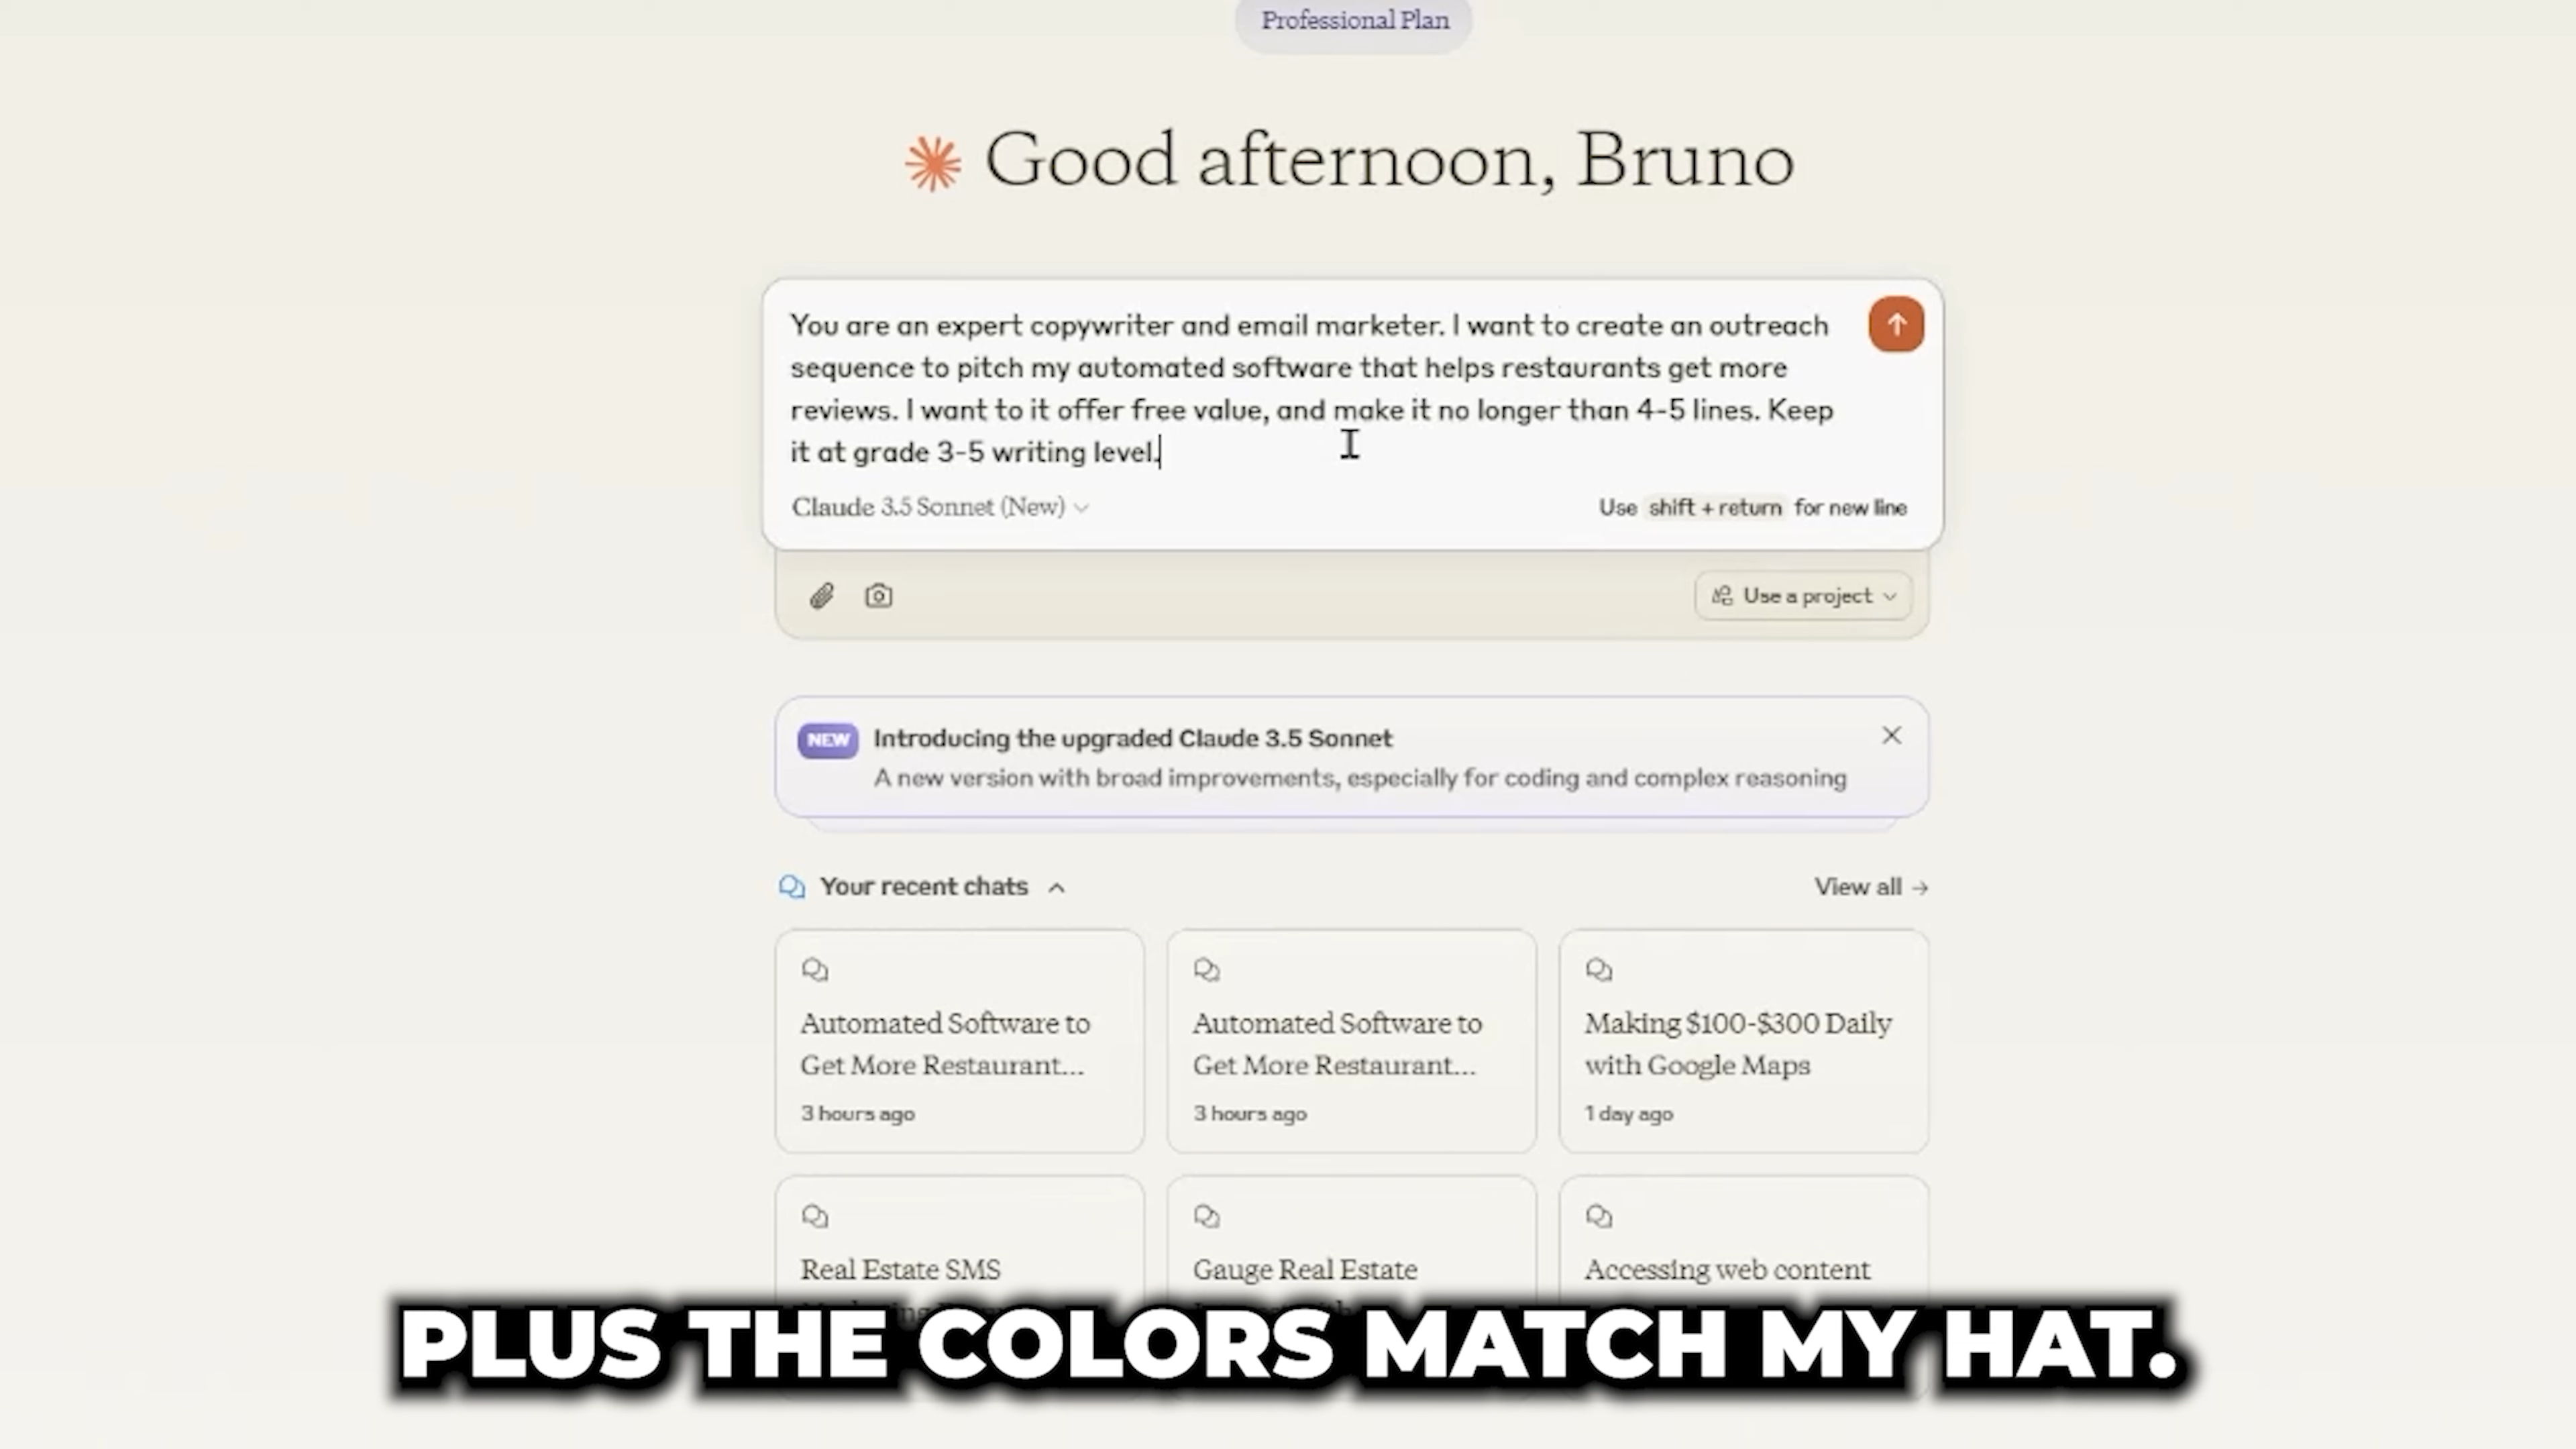 Professional Plan
Good afternoon, Bruno
You are an expert copywriter and email marketer. I want to create an outreach
sequence to pitch my automated software that helps restaurants get more
reviews. I want to it offer free value, and make it no longer than 4-5 lines. Keep
it at grade 3-5 writing level.
Claude 3.5 Sonnet (New)
Use shift + return for new line
Use a project
NEW
Introducing the upgraded Claude 3.5 Sonnet
A new version with broad improvements, especially for coding and complex reasoning
Your recent chats
View all →
Automated Software to
Get More Restaurant...
3 hours ago
Automated Software to
Get More Restaurant...
3 hours ago
Making $100-$300 Daily
with Google Maps
1 day ago
Real Estate SMS
Gauge Real Estate
Accessing web content
PLUS THE COLORS MATCH MY HAT.